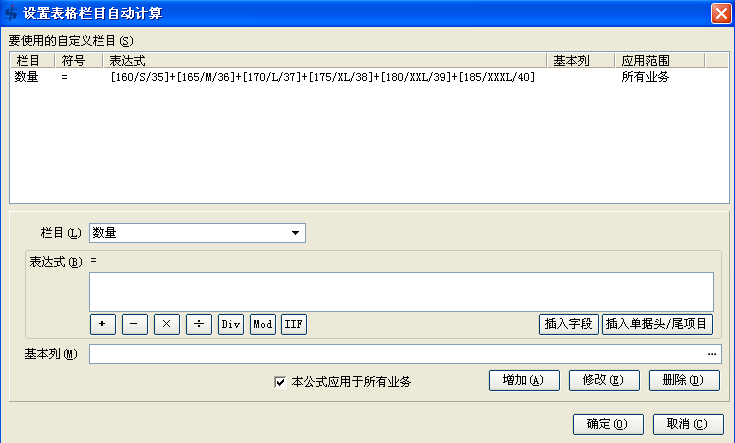 设置表格栏目自动计算
要使用的自定义栏目(S)
栏目 符号 表达式 基本列 应用范围
数量 = [160/S/35]+[165/M/36]+[170/L/37]+[175/XL/38]+[180/XXL/39]+[185/XXXL/40] 所有业务
栏目(L) 数量
表达式(B) =
+ － × ÷ Div Mod IIF 插入字段 插入单据头/尾项目
基本列(M) ...
本公式应用于所有业务 增加(A) 修改(E) 删除(D)
确定(O) 取消(C)